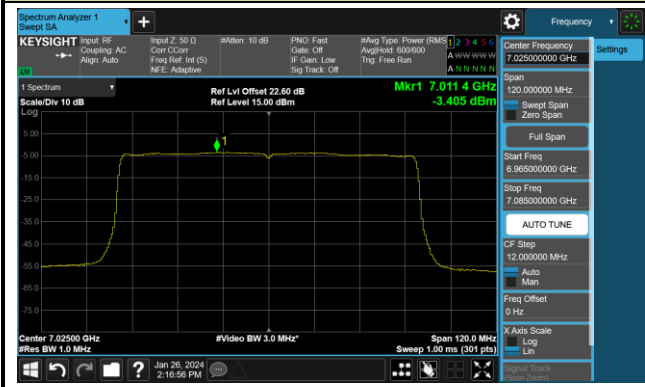 Spectrum Analyzer 1
Swept SA
Frequency
KEYSIGHT
Input: RF
Coupling: AC
Align: Auto
Input Z: 50 Ω
Corr CCorr
Freq Ref: Int (S)
NFE: Adaptive
#Atten: 10 dB
PNO: Fast
Gate: Off
IF Gain: Low
Sig Track: Off
#Avg Type: Power (RMS
Avg|Hold: 600/600
Trig: Free Run
1 2 3 4 5 6
A W W W W W
A N N N N N
1 Spectrum
Scale/Div 10 dB
Log
Ref Lvl Offset 22.60 dB
Ref Level 15.00 dBm
Mkr1 7.011 4 GHz
-3.405 dBm
5.00
-5.00
-15.0
-25.0
-35.0
-45.0
-55.0
-65.0
-75.0
1
Center 7.02500 GHz
#Res BW 1.0 MHz
#Video BW 3.0 MHz*
Span 120.0 MHz
Sweep 1.00 ms (301 pts)
Jan 26, 2024
2:16:56 PM
Center Frequency
7.025000000 GHz
Settings
Span
120.000000 MHz
Swept Span
Zero Span
Full Span
Start Freq
6.965000000 GHz
Stop Freq
7.085000000 GHz
AUTO TUNE
CF Step
12.000000 MHz
Auto
Man
Freq Offset
0 Hz
X Axis Scale
Log
Lin
Signal Track
(Span Zoom)